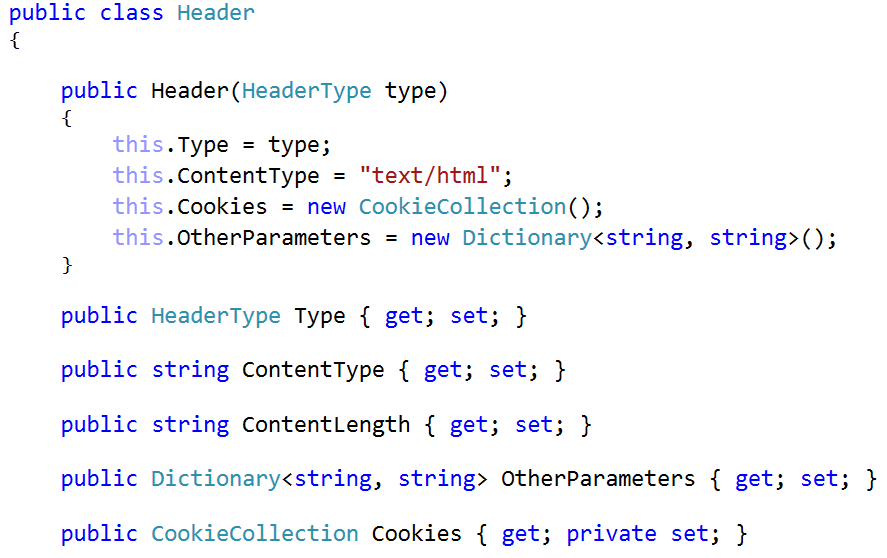 public class Header
{
public Header(HeaderType type)
{
this.Type = type;
this.ContentType = "text/html";
this.Cookies = new CookieCollection();
this.OtherParameters = new Dictionary<string, string>();
}
public HeaderType Type { get; set; }
public string ContentType { get; set; }
public string ContentLength { get; set; }
public Dictionary<string, string> OtherParameters { get; set; }
public CookieCollection Cookies { get; private set; }